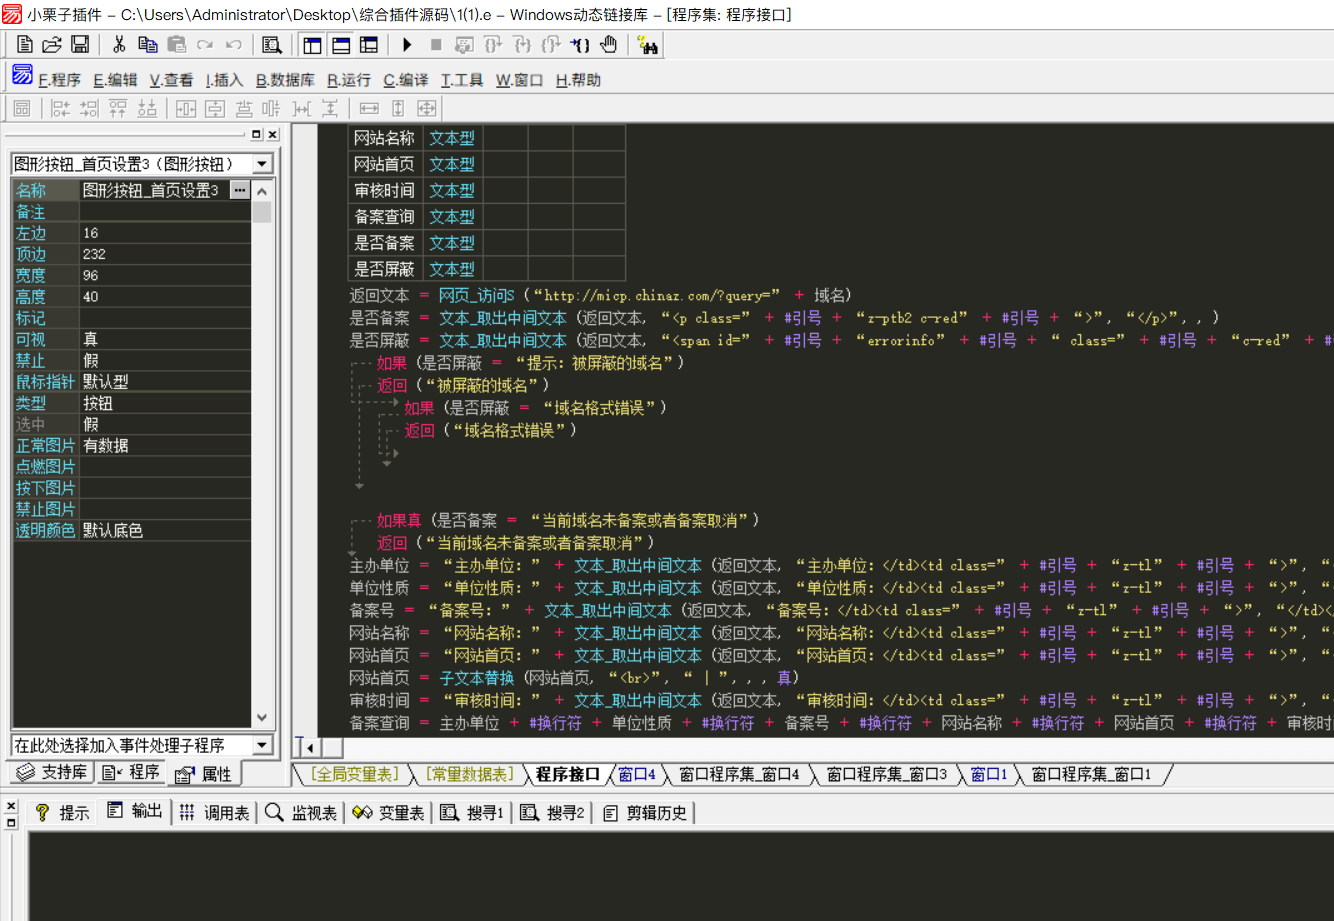 小栗子插件 – C:\Users\Administrator\Desktop\综合插件源码\1(1).e – Windows动态链接库 – [程序集: 程序接口]
F.程序 E.编辑 V.查看 I.插入 B.数据库 R.运行 C.编译 T.工具 W.窗口 H.帮助
图形按钮_首页设置3（图形按钮）
名称 图形按钮_首页设置3 ...
备注
左边 16
顶边 232
宽度 96
高度 40
标记
可视 真
禁止 假
鼠标指针 默认型
类型 按钮
选中 假
正常图片 有数据
点燃图片
按下图片
禁止图片
透明颜色 默认底色
在此处选择加入事件处理子程序
支持库 程序 属性
网站名称 文本型
网站首页 文本型
审核时间 文本型
备案查询 文本型
是否备案 文本型
是否屏蔽 文本型
返回文本 = 网页_访问S (“http://micp.chinaz.com/?query=” + 域名)
是否备案 = 文本_取出中间文本 (返回文本, “<p class=” + #引号 + “z-ptb2 c-red” + #引号 + “>”, “</p>”, , )
是否屏蔽 = 文本_取出中间文本 (返回文本, “<span id=” + #引号 + “errorinfo” + #引号 + “ class=” + #引号 + “c-red” + #
如果 (是否屏蔽 = “提示: 被屏蔽的域名”)
返回 (“被屏蔽的域名”)
如果 (是否屏蔽 = “域名格式错误”)
返回 (“域名格式错误”)
如果真 (是否备案 = “当前域名未备案或者备案取消”)
返回 (“当前域名未备案或者备案取消”)
主办单位 = “主办单位: ” + 文本_取出中间文本 (返回文本, “主办单位: </td><td class=” + #引号 + “z-tl” + #引号 + “>”, “
单位性质 = “单位性质: ” + 文本_取出中间文本 (返回文本, “单位性质: </td><td class=” + #引号 + “z-tl” + #引号 + “>”, “
备案号 = “备案号: ” + 文本_取出中间文本 (返回文本, “备案号: </td><td class=” + #引号 + “z-tl” + #引号 + “>”, “</td><
网站名称 = “网站名称: ” + 文本_取出中间文本 (返回文本, “网站名称: </td><td class=” + #引号 + “z-tl” + #引号 + “>”, “
网站首页 = “网站首页: ” + 文本_取出中间文本 (返回文本, “网站首页: </td><td class=” + #引号 + “z-tl” + #引号 + “>”, “
网站首页 = 子文本替换 (网站首页, “<br>”, “ | ”, , , 真)
审核时间 = “审核时间: ” + 文本_取出中间文本 (返回文本, “审核时间: </td><td class=” + #引号 + “z-tl” + #引号 + “>”, “
备案查询 = 主办单位 + #换行符 + 单位性质 + #换行符 + 备案号 + #换行符 + 网站名称 + #换行符 + 网站首页 + #换行符 + 审核时
[全局变量表] [常量数据表] 程序接口 窗口4 窗口程序集_窗口4 窗口程序集_窗口3 窗口1 窗口程序集_窗口1
提示 输出 调用表 监视表 变量表 搜寻1 搜寻2 剪辑历史